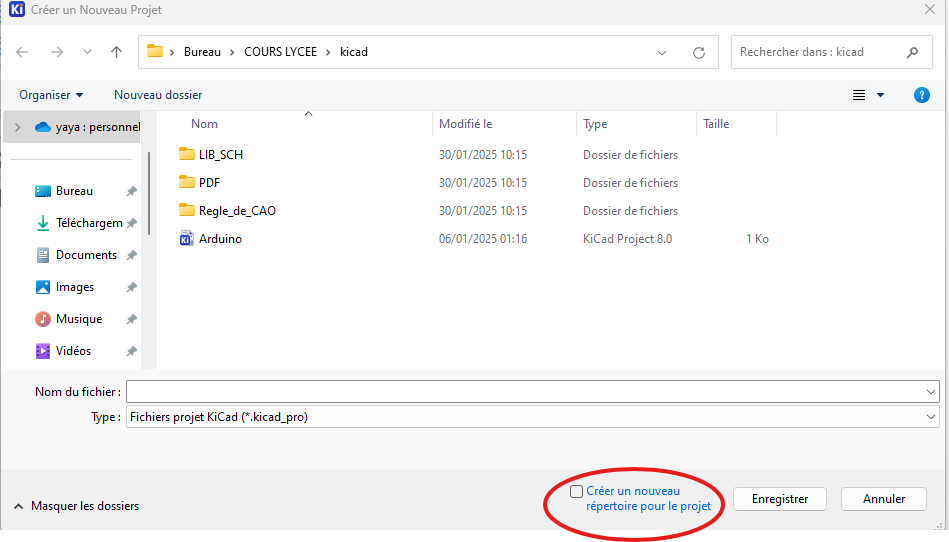 Ki Créer un Nouveau Projet
Bureau COURS LYCEE kicad
Rechercher dans : kicad
Organiser
Nouveau dossier
?
yaya : personnel
Bureau
Téléchargem
Documents
Images
Musique
Vidéos
Nom Modifié le Type Taille
LIB_SCH 30/01/2025 10:15 Dossier de fichiers
PDF 30/01/2025 10:15 Dossier de fichiers
Regle_de_CAO 30/01/2025 10:15 Dossier de fichiers
Ki Arduino 06/01/2025 01:16 KiCad Project 8.0 1 Ko
Nom du fichier :
Type : Fichiers projet KiCad (*.kicad_pro)
Masquer les dossiers
Créer un nouveau
répertoire pour le projet
Enregistrer
Annuler